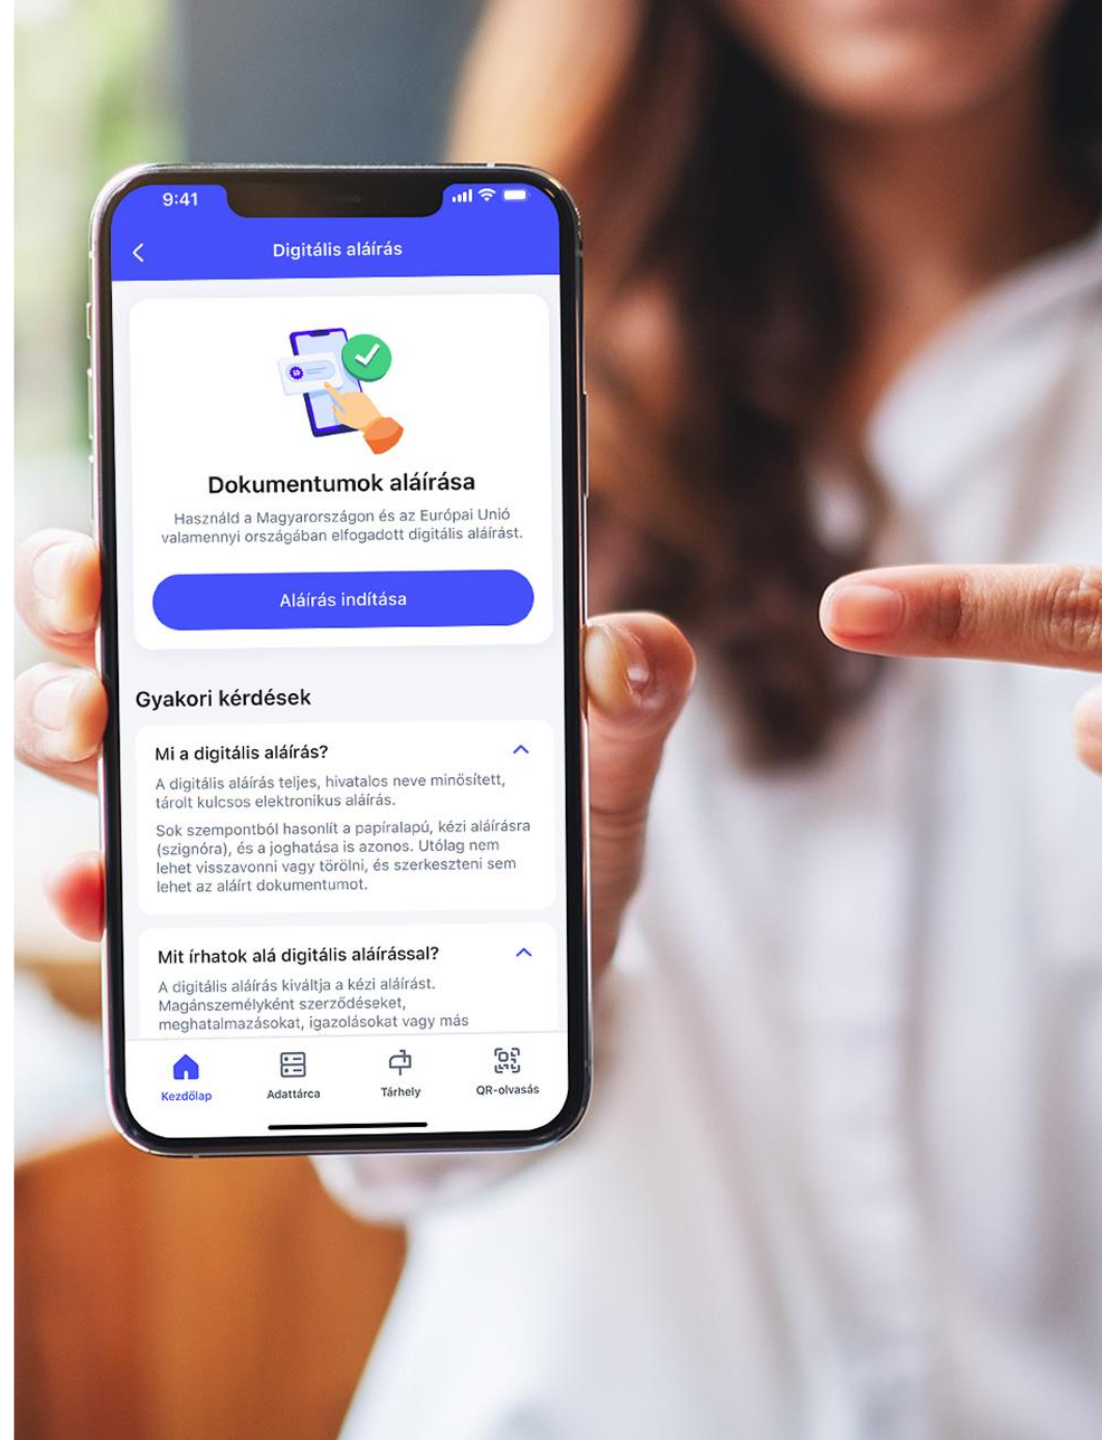 9:41
Digitális aláírás
Dokumentumok aláírása
Használd a Magyarországon és az Európai Unió
valamennyi országában elfogadott digitális aláírást.
Aláírás indítása
Gyakori kérdések
Mi a digitális aláírás?
A digitális aláírás teljes, hivatalos neve minősített,
tárolt kulcsos elektronikus aláírás.
Sok szempontból hasonlít a papíralapú, kézi aláírásra
(szignóra), és a joghatása is azonos. Utólag nem
lehet visszavonni vagy törölni, és szerkeszteni sem
lehet az aláírt dokumentumot.
Mit írhatok alá digitális aláírással?
A digitális aláírás kiváltja a kézi aláírást.
Magánszemélyként szerződéseket,
meghatalmazásokat, igazolásokat vagy más
Kezdőlap Adattárca Tárhely QR-olvasás